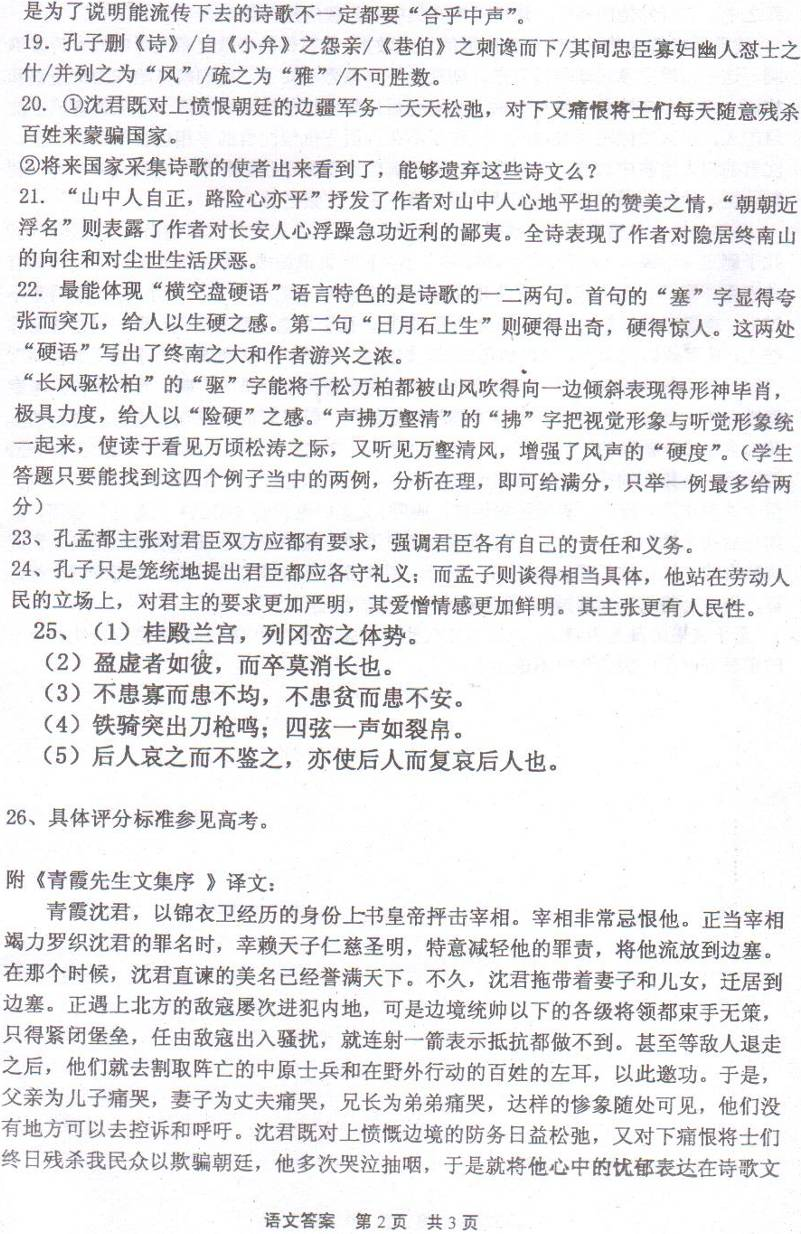 是为了说明能流传下去的诗歌不一定都要“合乎中声”。
19．孔子删《诗》/自《小弁》之怨亲/《巷伯》之刺谗而下/其间忠臣寡妇幽人怼士之
什/并列之为“风”/疏之为“雅”/不可胜数。
20．①沈君既对上愤恨朝廷的边疆军务一天天松弛，对下又痛恨将士们每天随意残杀
百姓来蒙骗国家。
②将来国家采集诗歌的使者出来看到了，能够遗弃这些诗文么？
21．“山中人自正，路险心亦平”抒发了作者对山中人心地平坦的赞美之情，“朝朝近
浮名”则表露了作者对长安人心浮躁急功近利的鄙夷。全诗表现了作者对隐居终南山
的向往和对尘世生活厌恶。
22．最能体现“横空盘硬语”语言特色的是诗歌的一二两句。首句的“塞”字显得夸
张而突兀，给人以生硬之感。第二句“日月石上生”则硬得出奇，硬得惊人。这两处
“硬语”写出了终南之大和作者游兴之浓。
“长风驱松柏”的“驱”字能将千松万柏都被山风吹得向一边倾斜表现得形神毕肖，
极具力度，给人以“险硬”之感。“声拂万壑清”的“拂”字把视觉形象与听觉形象统
一起来，使读于看见万顷松涛之际，又听见万壑清风，增强了风声的“硬度”。（学生
答题只要能找到这四个例子当中的两例，分析在理，即可给满分，只举一例最多给两
分）
23、孔孟都主张对君臣双方应都有要求，强调君臣各有自己的责任和义务。
24、孔子只是笼统地提出君臣都应各守礼义；而孟子则谈得相当具体，他站在劳动人
民的立场上，对君主的要求更加严明，其爱憎情感更加鲜明。其主张更有人民性。
25、（1）桂殿兰宫，列冈峦之体势。
（2）盈虚者如彼，而卒莫消长也。
（3）不患寡而患不均，不患贫而患不安。
（4）铁骑突出刀枪鸣；四弦一声如裂帛。
（5）后人哀之而不鉴之，亦使后人而复哀后人也。
26、具体评分标准参见高考。
附《青霞先生文集序 》译文：
青霞沈君，以锦衣卫经历的身份上书皇帝抨击宰相。宰相非常忌恨他。正当宰相
竭力罗织沈君的罪名时，幸赖天子仁慈圣明，特意减轻他的罪责，将他流放到边塞。
在那个时候，沈君直谏的美名已经誉满天下。不久，沈君拖带着妻子和儿女，迁居到
边塞。正遇上北方的敌寇屡次进犯内地，可是边境统帅以下的各级将领都束手无策，
只得紧闭堡垒，任由敌寇出入骚扰，就连射一箭表示抵抗都做不到。甚至等敌人退走
之后，他们就去割取阵亡的中原士兵和在野外行动的百姓的左耳，以此邀功。于是，
父亲为儿子痛哭，妻子为丈夫痛哭，兄长为弟弟痛哭，达样的惨象随处可见，他们没
有地方可以去控诉和呼吁。沈君既对上愤慨边境的防务日益松弛，又对下痛恨将士们
终日残杀我民众以欺骗朝廷，他多次哭泣抽咽，于是就将他心中的忧郁表达在诗歌文
语文答案 第 2 页 共 3 页